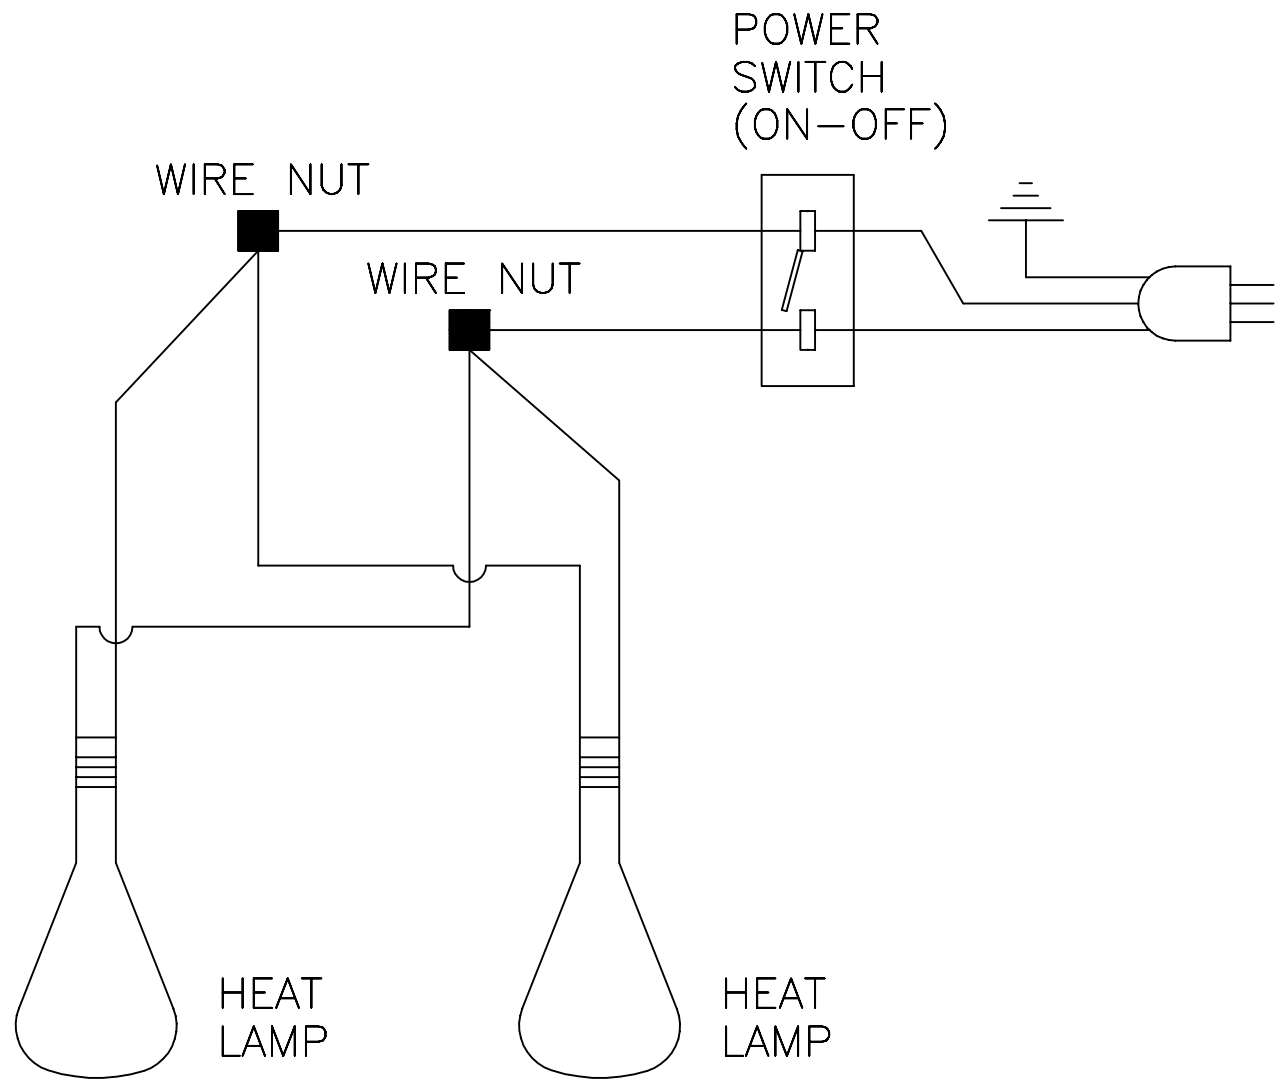 POWER
SWITCH
(ON-OFF)
WIRE NUT
WIRE NUT
HEAT
LAMP
HEAT
LAMP